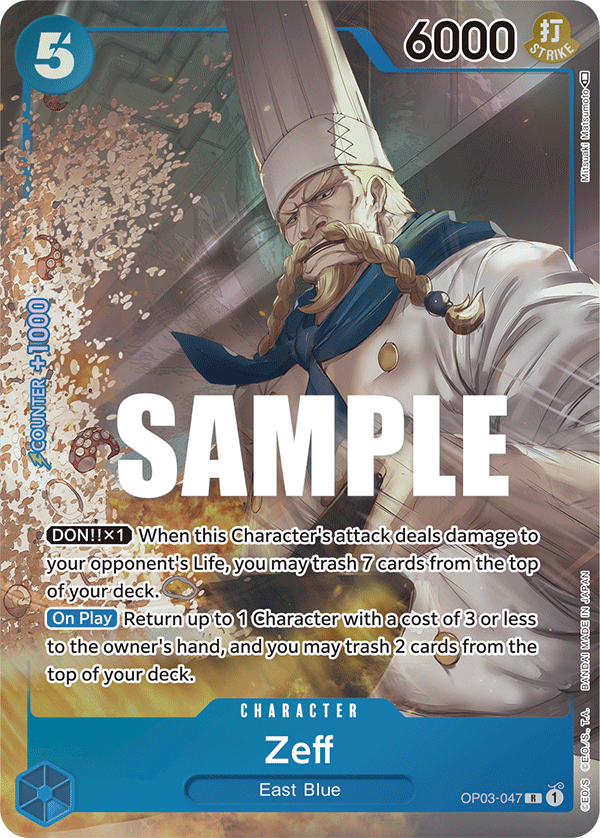 5
6000
打
STRIKE
Mitsuaki Matsumoto
COUNTER +1000
SAMPLE
DON!!×1 When this Character's attack deals damage to
your opponent's Life, you may trash 7 cards from the top
of your deck.
On Play Return up to 1 Character with a cost of 3 or less
to the owner's hand, and you may trash 2 cards from the
top of your deck.
CHARACTER
Zeff
East Blue
OP03-047 R 1
©EO/S ©E.O./S., T.A. BANDAI MADE IN JAPAN